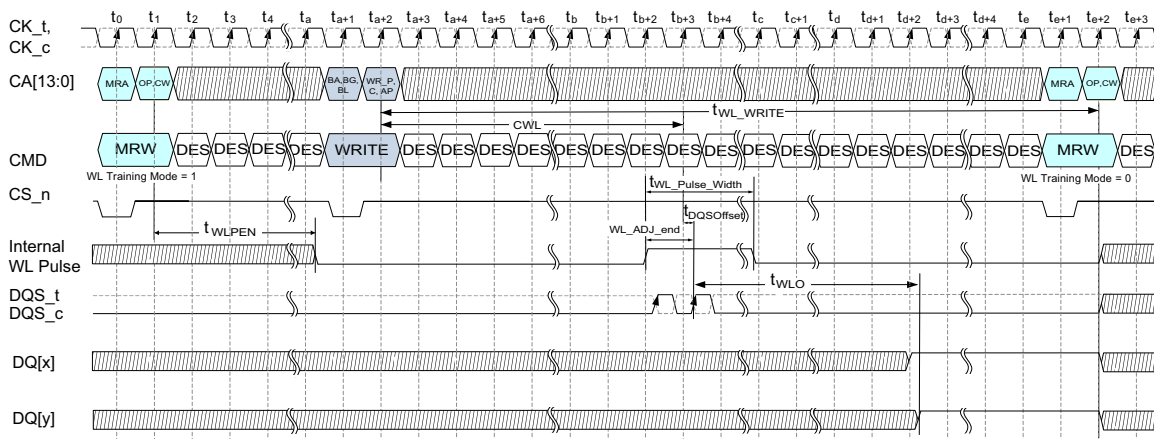 t0 t1 t2 t3 t4 ta ta+1 ta+2 ta+3 ta+4 ta+5 ta+6 tb tb+1 tb+2 tb+3 tb+4 tc tc+1 td td+1 td+2 td+3 td+4 te te+1 te+2 te+3
CK_t,
CK_c
CA[13:0] MRA OP,CW BA,BG, BL WR_P, C, AP MRA OP,CW
tWL_WRITE
CWL
CMD MRW DES DES DES DES WRITE DES DES DES DES DES DES DES DES DES DES DES DES DES DES DES DES DES MRW DES
WL Training Mode = 1 WL Training Mode = 0
CS_n
tWL_Pulse_Width
tDQSOffset
tWLPEN
WL_ADJ_end
Internal
WL Pulse
tWLO
DQS_t
DQS_c
DQ[x]
DQ[y]